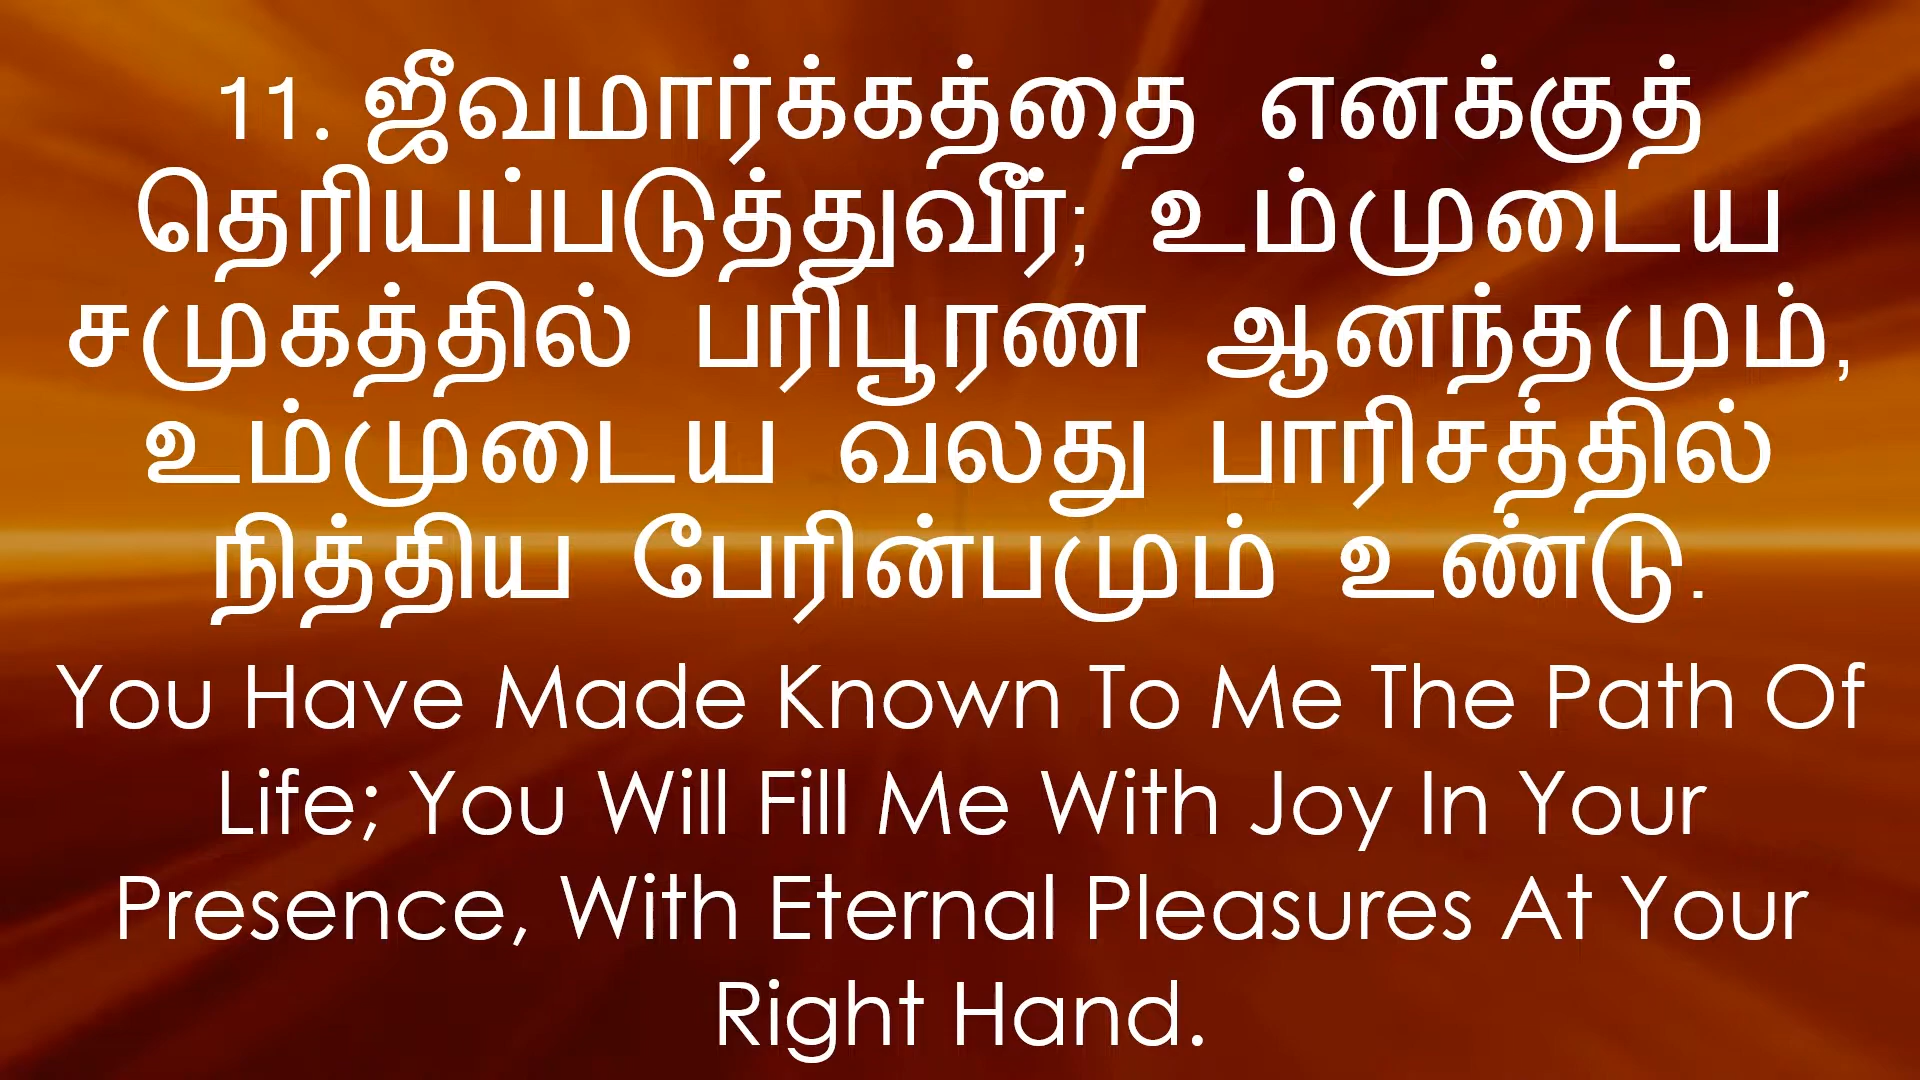 11. ஜீவமார்க்கத்தை எனக்குத்
தெரியப்படுத்துவீர்; உம்முடைய
சமுகத்தில் பரிபூரண ஆனந்தமும்,
உம்முடைய வலது பாரிசத்தில்
நித்திய பேரின்பமும் உண்டு.
You Have Made Known To Me The Path Of
Life; You Will Fill Me With Joy In Your
Presence, With Eternal Pleasures At Your
Right Hand.